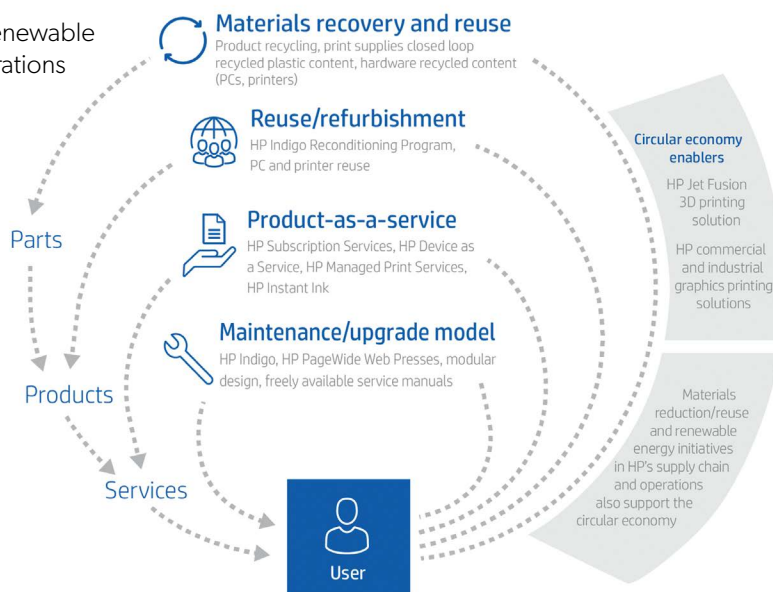 Materials recovery and reuse
Product recycling, print supplies closed loop
recycled plastic content, hardware recycled content
(PCs, printers)
Reuse/refurbishment
HP Indigo Reconditioning Program,
PC and printer reuse
Product-as-a-service
HP Subscription Services, HP Device as
a Service, HP Managed Print Services,
HP Instant Ink
Maintenance/upgrade model
HP Indigo, HP PageWide Web Presses, modular
design, freely available service manuals
Parts
Products
Services
User
Circular economy
enablers
HP Jet Fusion
3D printing
solution
HP commercial
and industrial
graphics printing
solutions
Materials
reduction/reuse
and renewable
energy initiatives
in HP's supply chain
and operations
also support the
circular economy